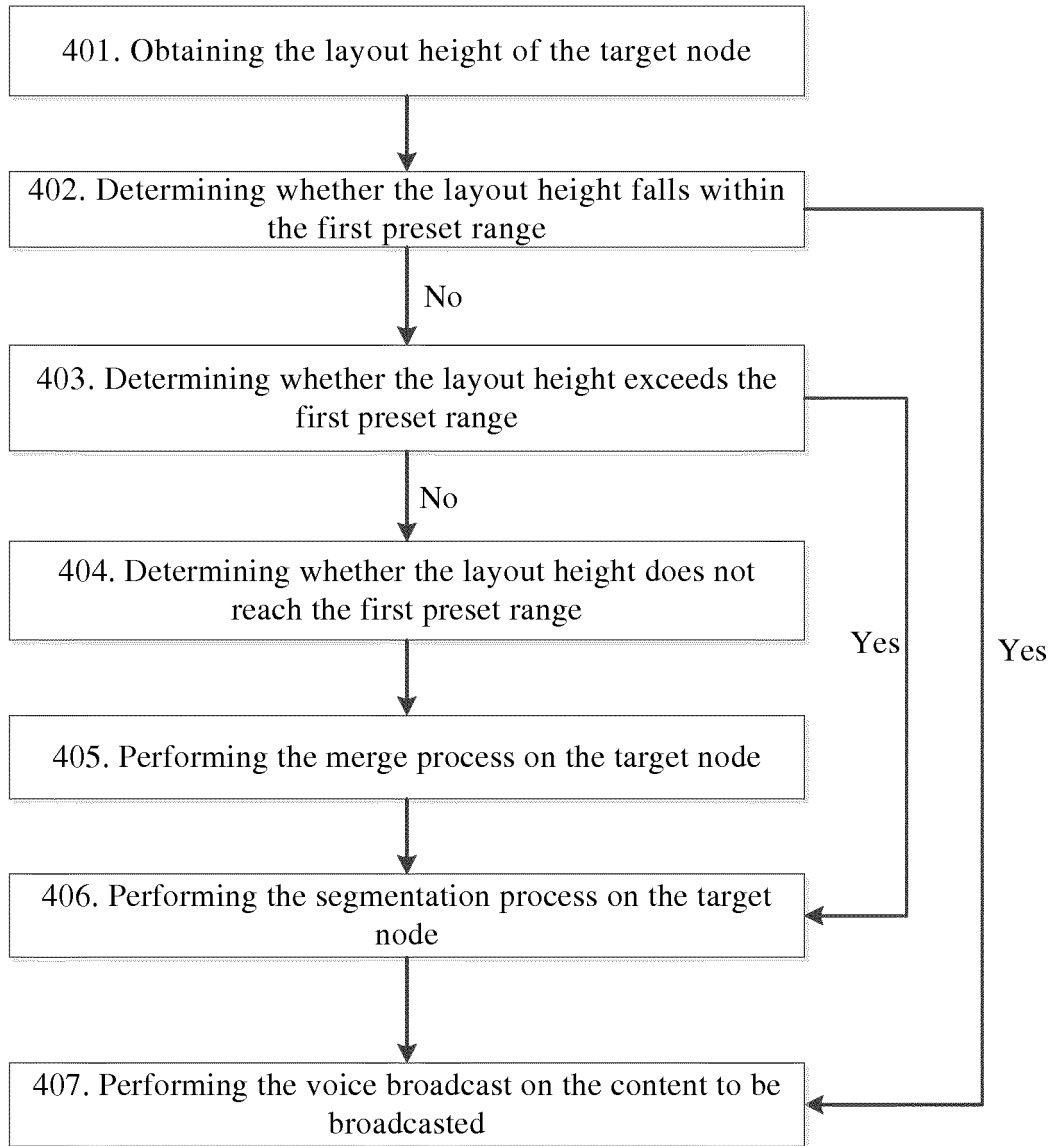 401. Obtaining the layout height of the target node
402. Determining whether the layout height falls within
the first preset range
No
403. Determining whether the layout height exceeds the
first preset range
No
404. Determining whether the layout height does not
reach the first preset range
Yes
Yes
405. Performing the merge process on the target node
406. Performing the segmentation process on the target
node
407. Performing the voice broadcast on the content to be
broadcasted